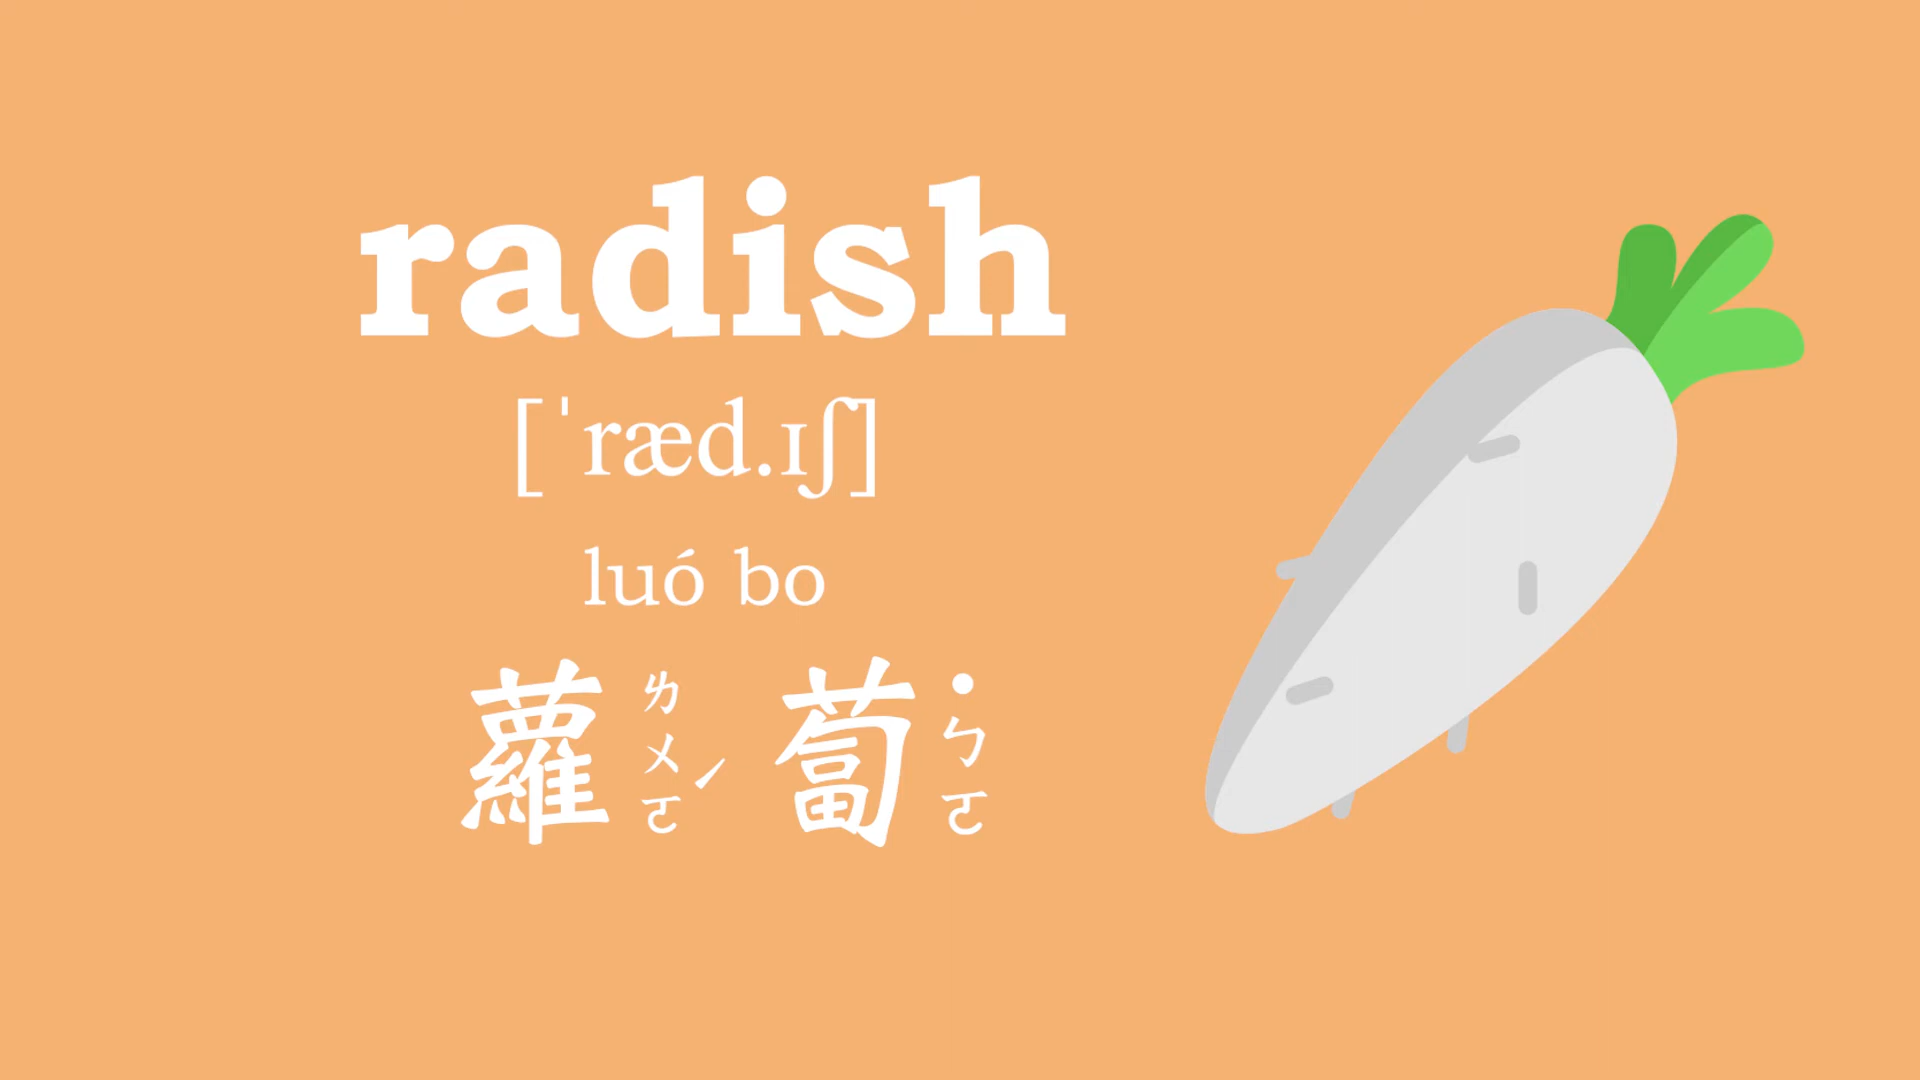 radish
[ˈræd.ɪʃ]
luó bo
蘿ㄌㄨㄛˊ蔔˙ㄅㄛ